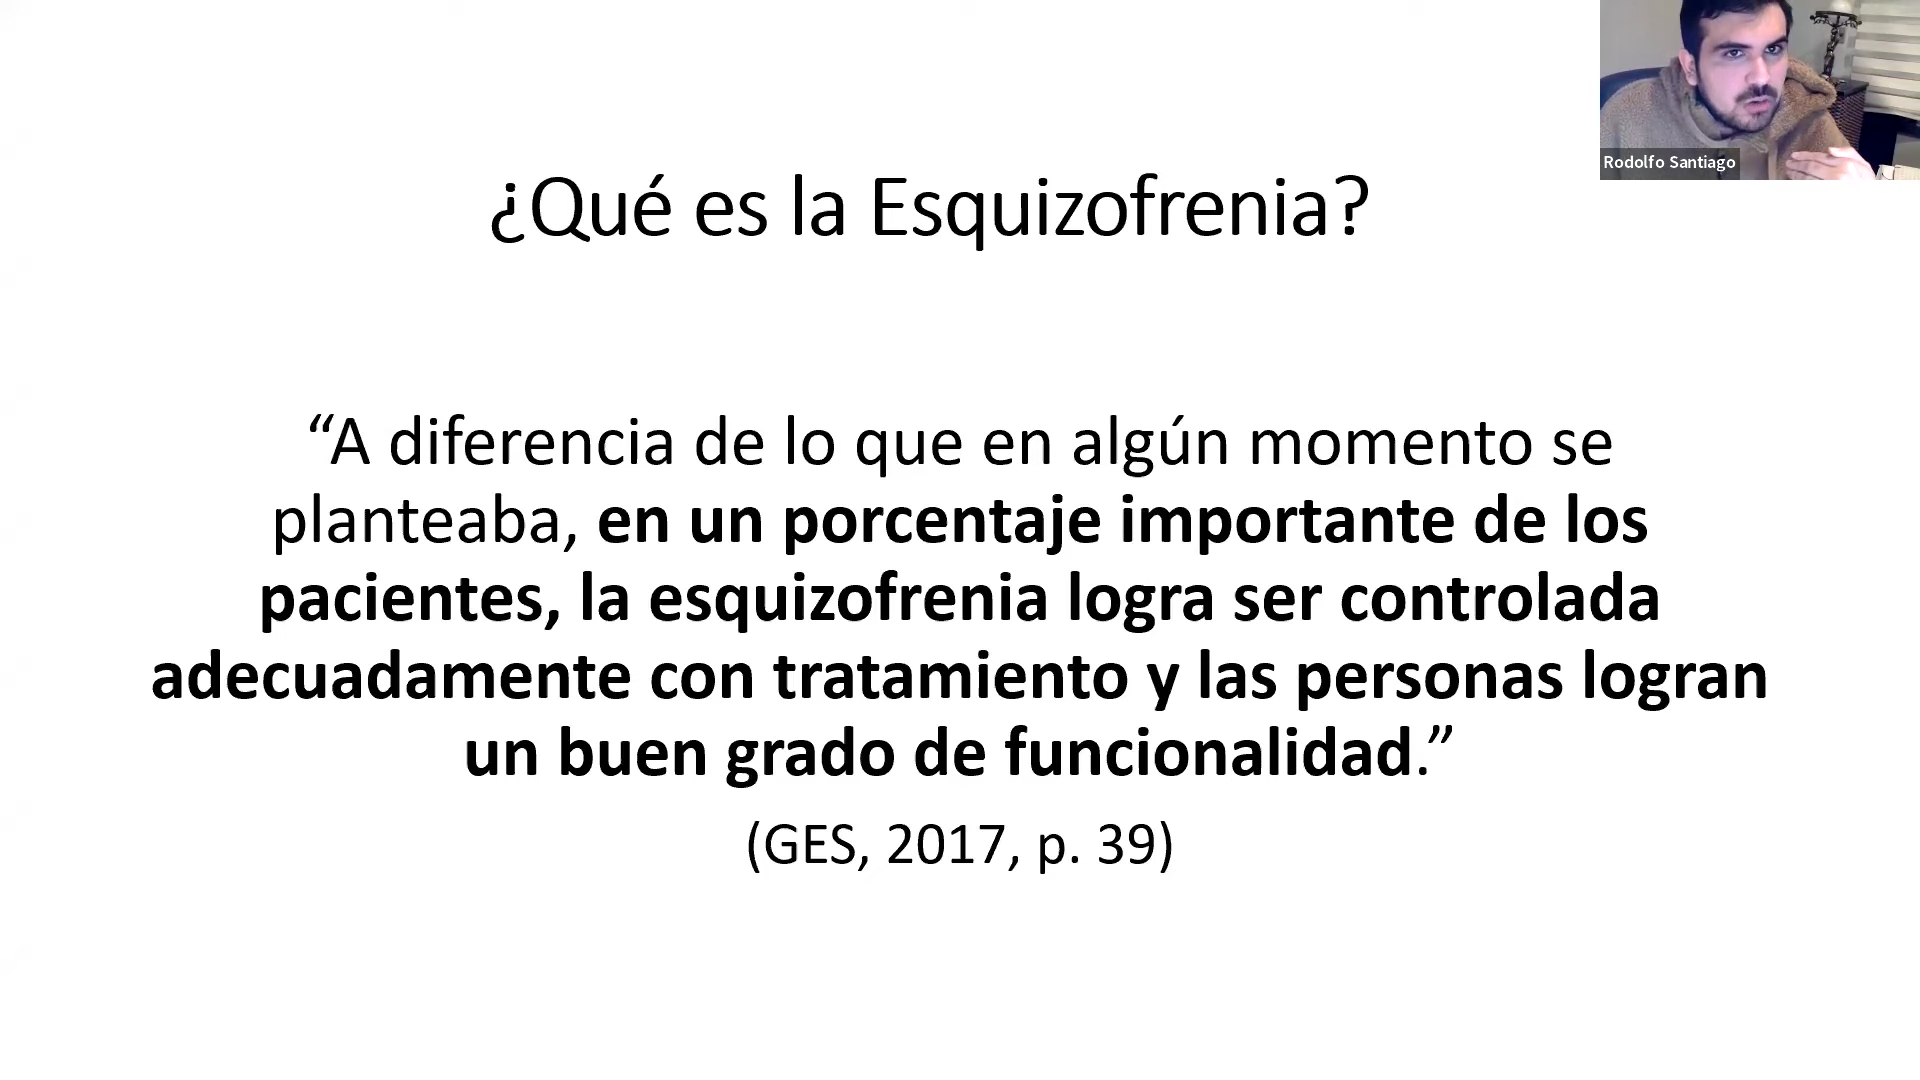 Rodolfo Santiago
¿Qué es la Esquizofrenia?
“A diferencia de lo que en algún momento se
planteaba, en un porcentaje importante de los
pacientes, la esquizofrenia logra ser controlada
adecuadamente con tratamiento y las personas logran
un buen grado de funcionalidad.”
(GES, 2017, p. 39)